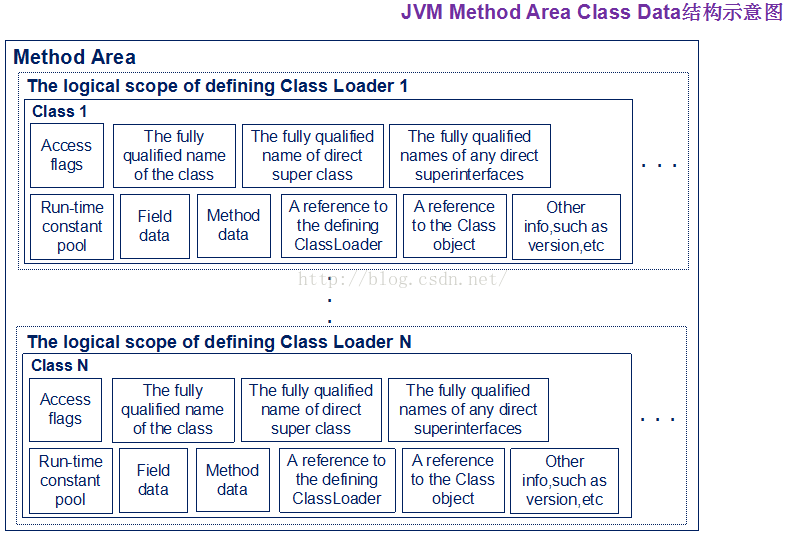 JVM Method Area Class Data结构示意图
Method Area
The logical scope of defining Class Loader 1
Class 1
Access
flags
The fully
qualified name
of the class
The fully qualified
name of direct
super class
The fully qualified
names of any direct
superinterfaces
. . .
Run-time
constant
pool
Field
data
Method
data
A reference to
the defining
ClassLoader
A reference
to the Class
object
Other
info,such as
version,etc
http://blog.csdn.net/
.
.
.
The logical scope of defining Class Loader N
Class N
Access
flags
The fully
qualified name
of the class
The fully qualified
name of direct
super class
The fully qualified
names of any direct
superinterfaces
. . .
Run-time
constant
pool
Field
data
Method
data
A reference to
the defining
ClassLoader
A reference
to the Class
object
Other
info,such as
version,etc